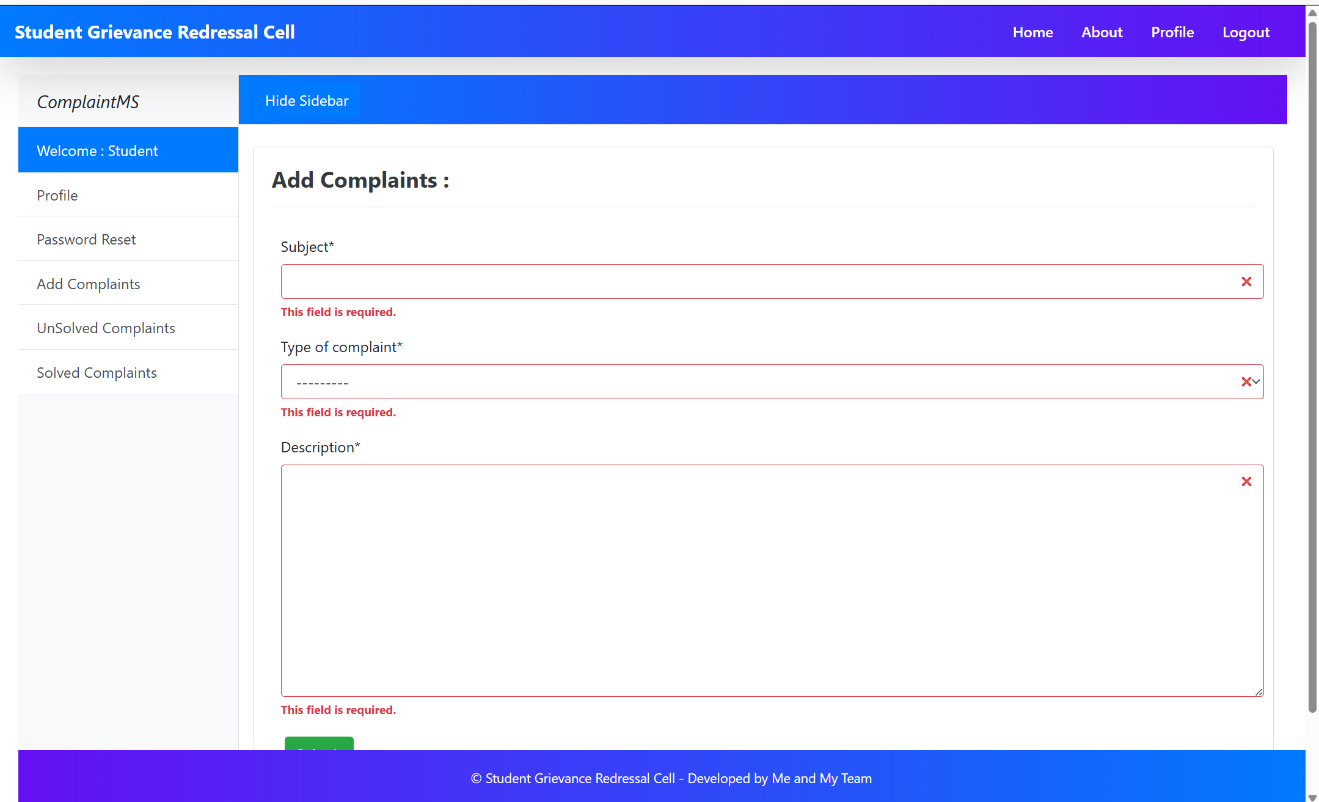 Student Grievance Redressal Cell
Home About Profile Logout
ComplaintMS
Hide Sidebar
Welcome : Student
Profile
Password Reset
Add Complaints
UnSolved Complaints
Solved Complaints
Add Complaints :
Subject*
This field is required.
Type of complaint*
---------
This field is required.
Description*
This field is required.
© Student Grievance Redressal Cell - Developed by Me and My Team